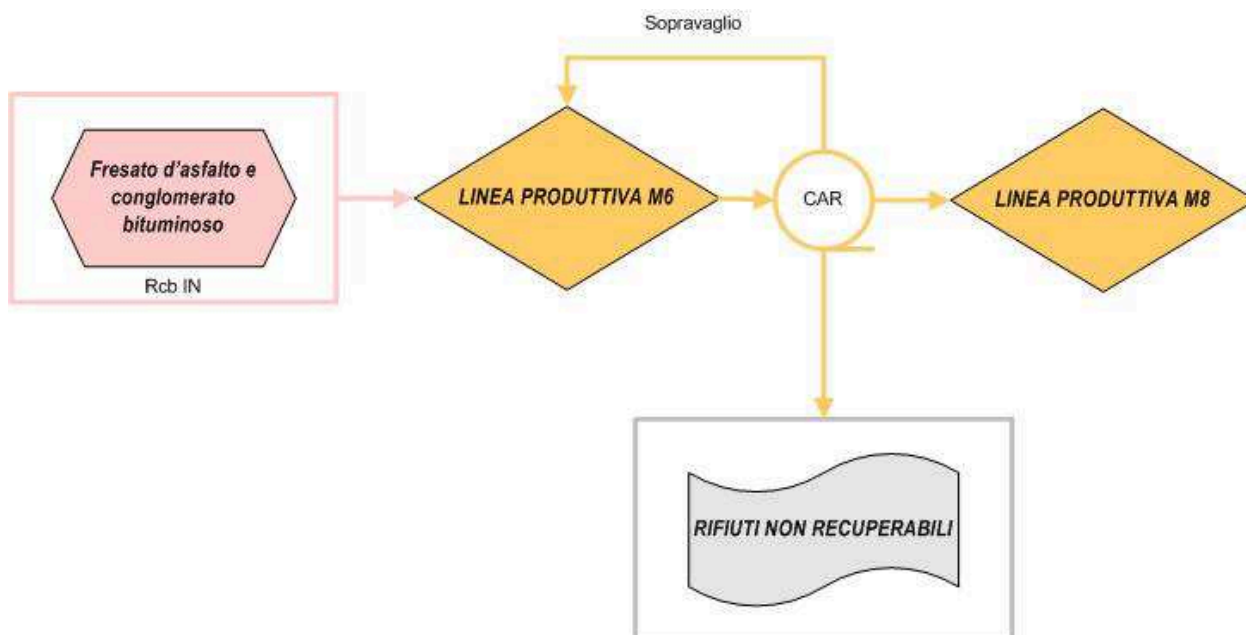 Sopravaglio
Fresato d'asfalto e
conglomerato
bituminoso
Rcb IN
LINEA PRODUTTIVA M6
CAR
LINEA PRODUTTIVA M8
RIFIUTI NON RECUPERABILI